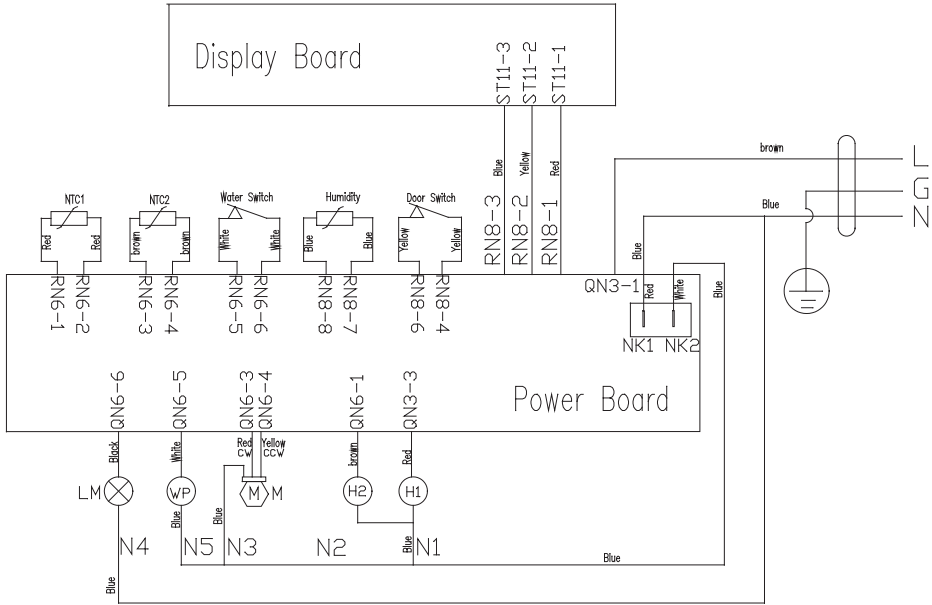 Display Board
ST11-3
ST11-2
ST11-1
Blue
Yellow
Red
RN8-3
RN8-2
RN8-1
brown
L
G
N
Blue
NTC1
NTC2
Water Switch
Humidity
Door Switch
Red
Red
brown
brown
White
White
Blue
Blue
Yellow
Yellow
Blue
RN6-1
RN6-2
RN6-3
RN6-4
RN6-5
RN6-6
RN8-8
RN8-7
RN8-6
RN8-4
QN3-1
Red
White
Blue
NK1
NK2
QN6-6
QN6-5
QN6-3
QN6-4
QN6-1
QN3-3
Power Board
Black
White
Red
CW
Yellow
CCW
brown
Red
LM
WP
M
M
H2
H1
Blue
Blue
Blue
N4
N5
N3
N2
N1
Blue
Blue
Blue